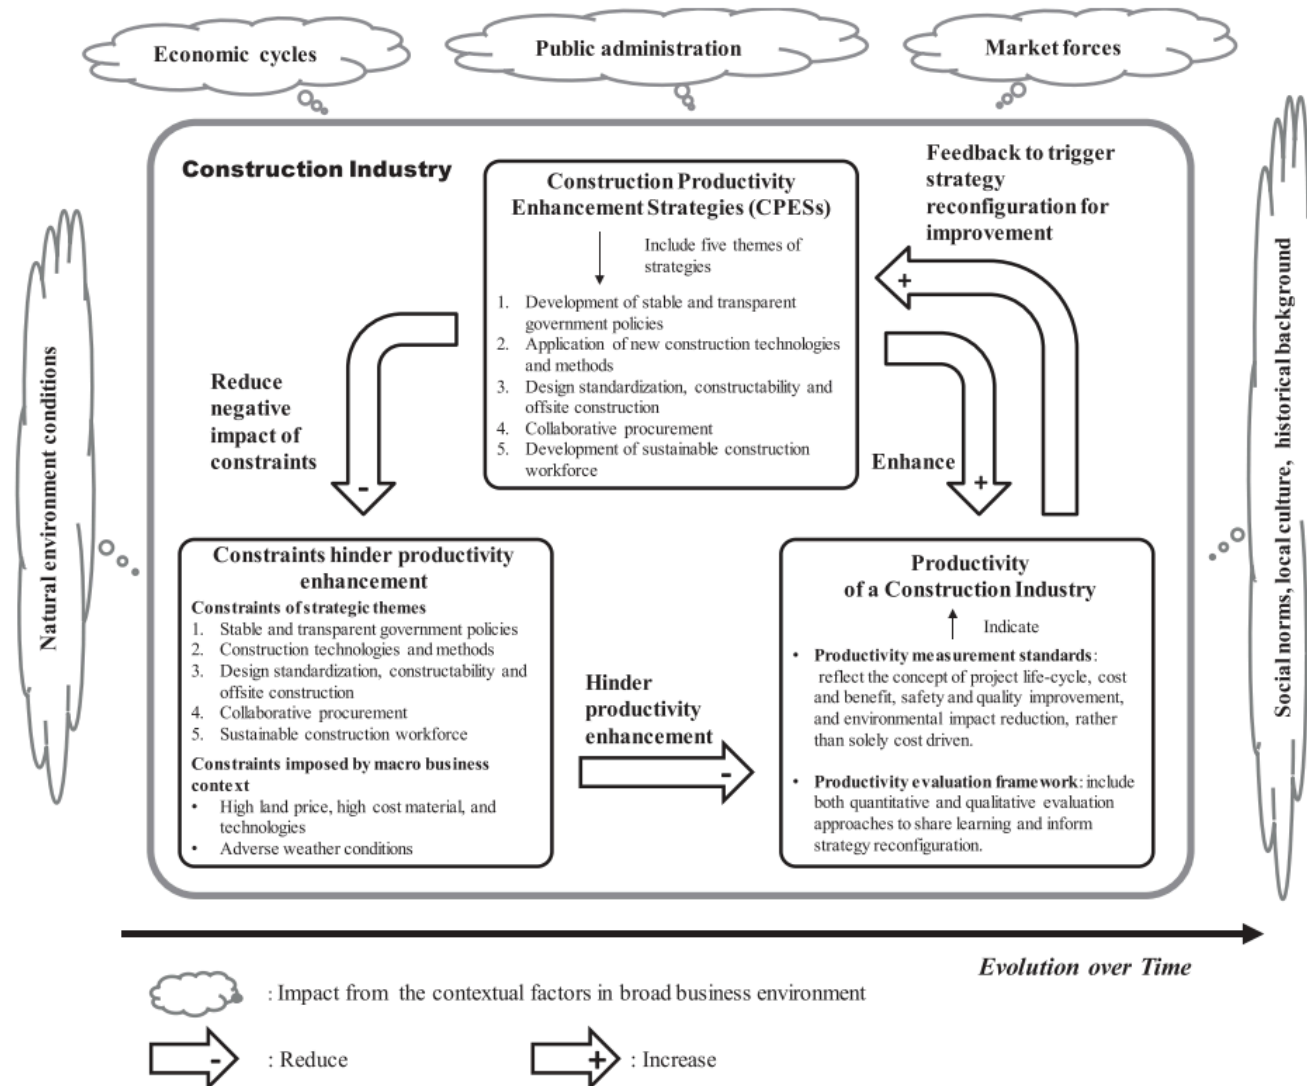 Economic cycles
Public administration
Market forces
Natural environment conditions
Construction Industry
Construction Productivity
Enhancement Strategies (CPESs)
Include five themes of
strategies
1. Development of stable and transparent
government policies
2. Application of new construction technologies
and methods
3. Design standardization, constructability and
offsite construction
4. Collaborative procurement
5. Development of sustainable construction
workforce
Feedback to trigger
strategy
reconfiguration for
improvement
+
Reduce
negative
impact of
constraints
-
Enhance
+
Social norms, local culture, historical background
Constraints hinder productivity
enhancement
Constraints of strategic themes
1. Stable and transparent government policies
2. Construction technologies and methods
3. Design standardization, constructability and
offsite construction
4. Collaborative procurement
5. Sustainable construction workforce
Constraints imposed by macro business
context
• High land price, high cost material, and
technologies
• Adverse weather conditions
Hinder
productivity
enhancement
-
Productivity
of a Construction Industry
Indicate
• Productivity measurement standards:
reflect the concept of project life-cycle, cost
and benefit, safety and quality improvement,
and environmental impact reduction, rather
than solely cost driven.
• Productivity evaluation framework: include
both quantitative and qualitative evaluation
approaches to share learning and inform
strategy reconfiguration.
Evolution over Time
: Impact from the contextual factors in broad business environment
- : Reduce
+ : Increase